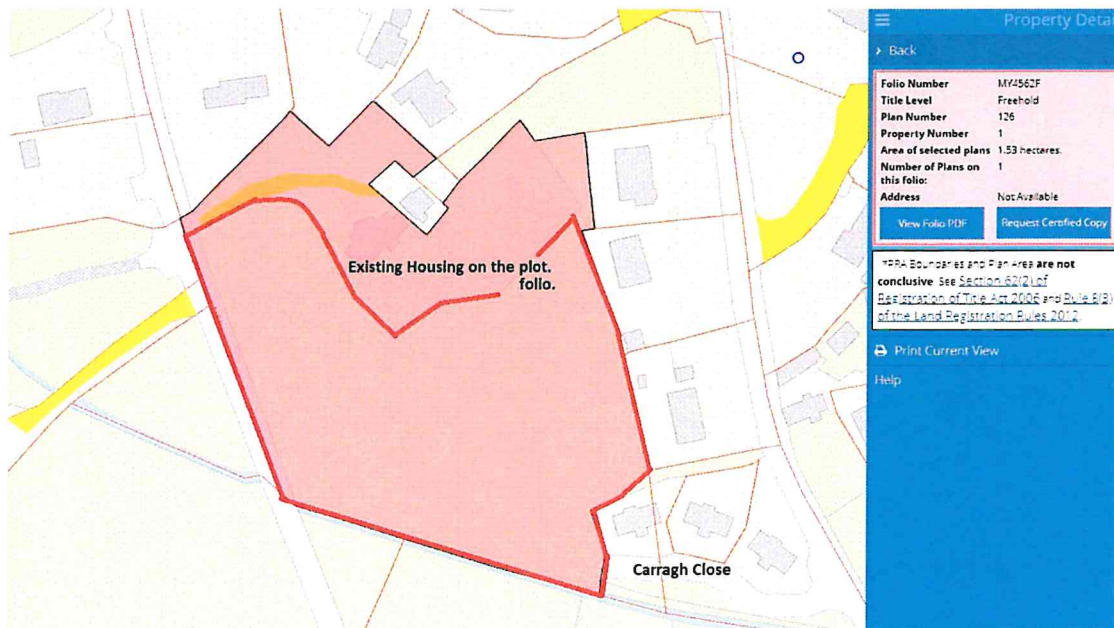 Property Deta
Back
Folio Number MY4562F
Title Level Freehold
Plan Number 126
Property Number 1
Area of selected plans 1.53 hectares.
Number of Plans on 1
this folio:
Address Not Available
View Folio PDF Request Certified Copy
*PRA Boundaries and Plan Area are not
conclusive. See Section 62(2) of
Registration of Title Act 2006 and Rule 8(3)
of the Land Registration Rules 2012.
Print Current View
Help
Existing Housing on the plot.
folio.
Carragh Close